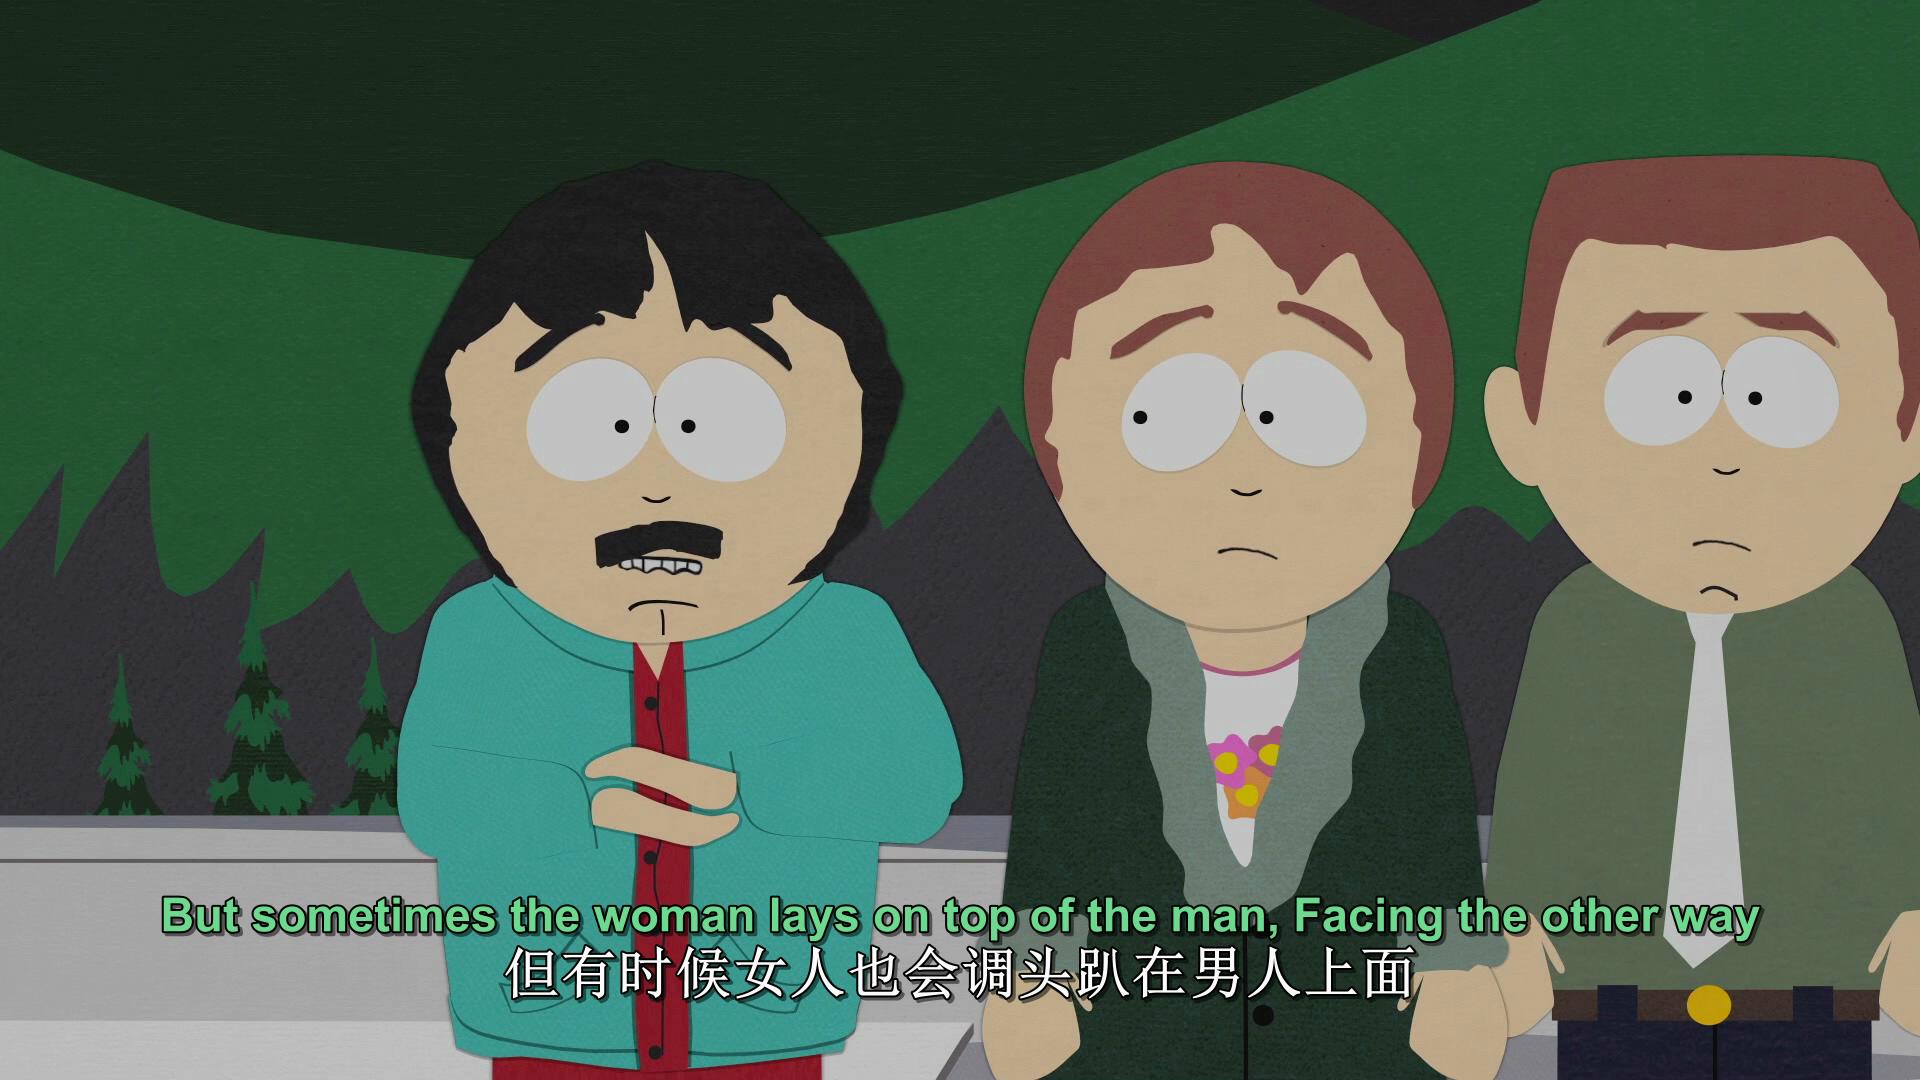 But sometimes the woman lays on top of the man, Facing the other way
但有时候女人也会调头趴在男人上面